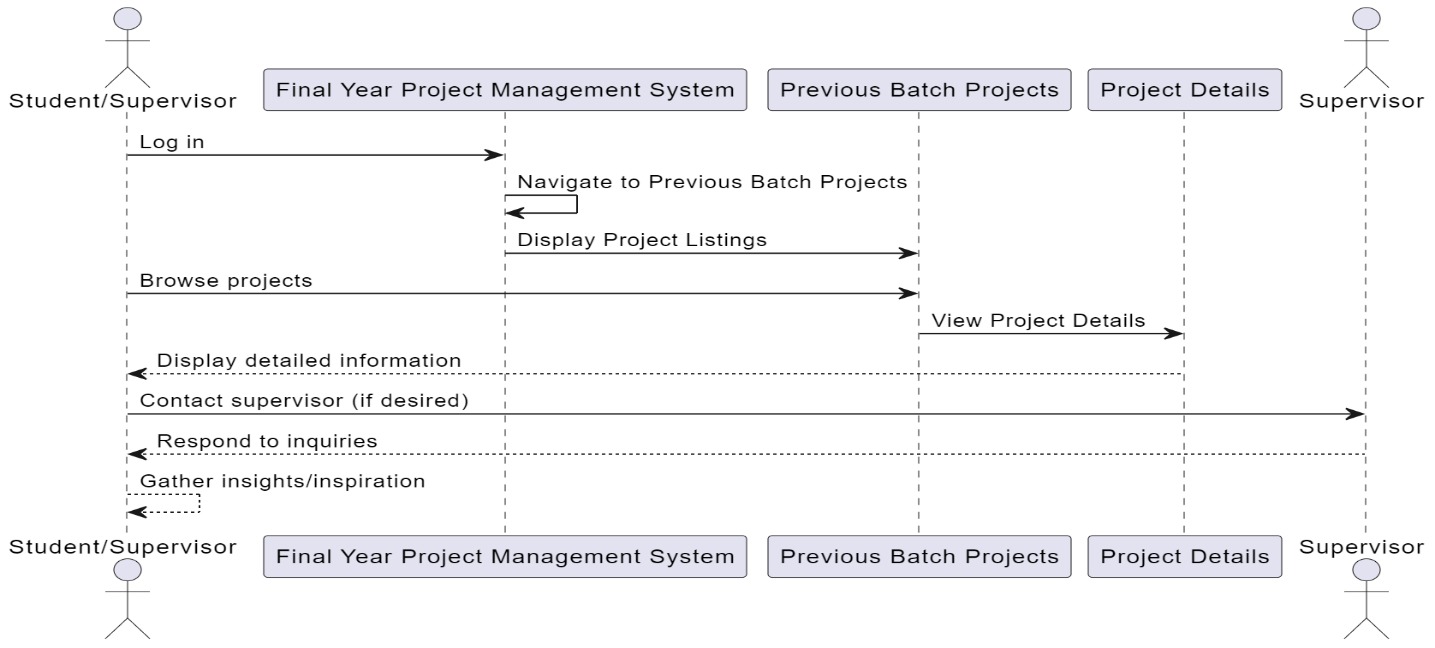 Student/Supervisor
Final Year Project Management System
Previous Batch Projects
Project Details
Supervisor
Log in
Navigate to Previous Batch Projects
Display Project Listings
Browse projects
View Project Details
Display detailed information
Contact supervisor (if desired)
Respond to inquiries
Gather insights/inspiration
Student/Supervisor
Final Year Project Management System
Previous Batch Projects
Project Details
Supervisor